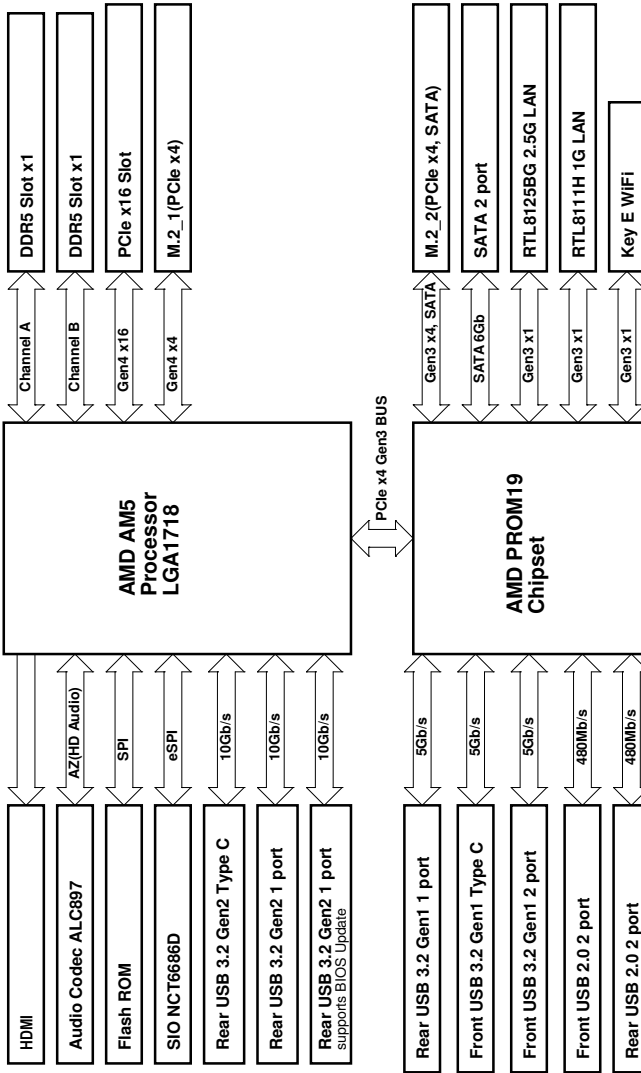 DDR5 Slot x1
DDR5 Slot x1
PCIe x16 Slot
M.2_1(PCIe x4)
Channel A
Channel B
Gen4 x16
Gen4 x4
AMD AM5
Processor
LGA1718
AZ(HD Audio)
SPI
eSPI
10Gb/s
10Gb/s
10Gb/s
HDMI
Audio Codec ALC897
Flash ROM
SIO NCT6686D
Rear USB 3.2 Gen2 Type C
Rear USB 3.2 Gen2 1 port
Rear USB 3.2 Gen2 1 port
supports BIOS Update
PCIe x4 Gen3 BUS
M.2_2(PCIe x4, SATA)
SATA 2 port
RTL8125BG 2.5G LAN
RTL8111H 1G LAN
Key E WiFi
Gen3 x4, SATA
SATA 6Gb
Gen3 x1
Gen3 x1
Gen3 x1
AMD PROM19
Chipset
5Gb/s
5Gb/s
5Gb/s
480Mb/s
480Mb/s
Rear USB 3.2 Gen1 1 port
Front USB 3.2 Gen1 Type C
Front USB 3.2 Gen1 2 port
Front USB 2.0 2 port
Rear USB 2.0 2 port